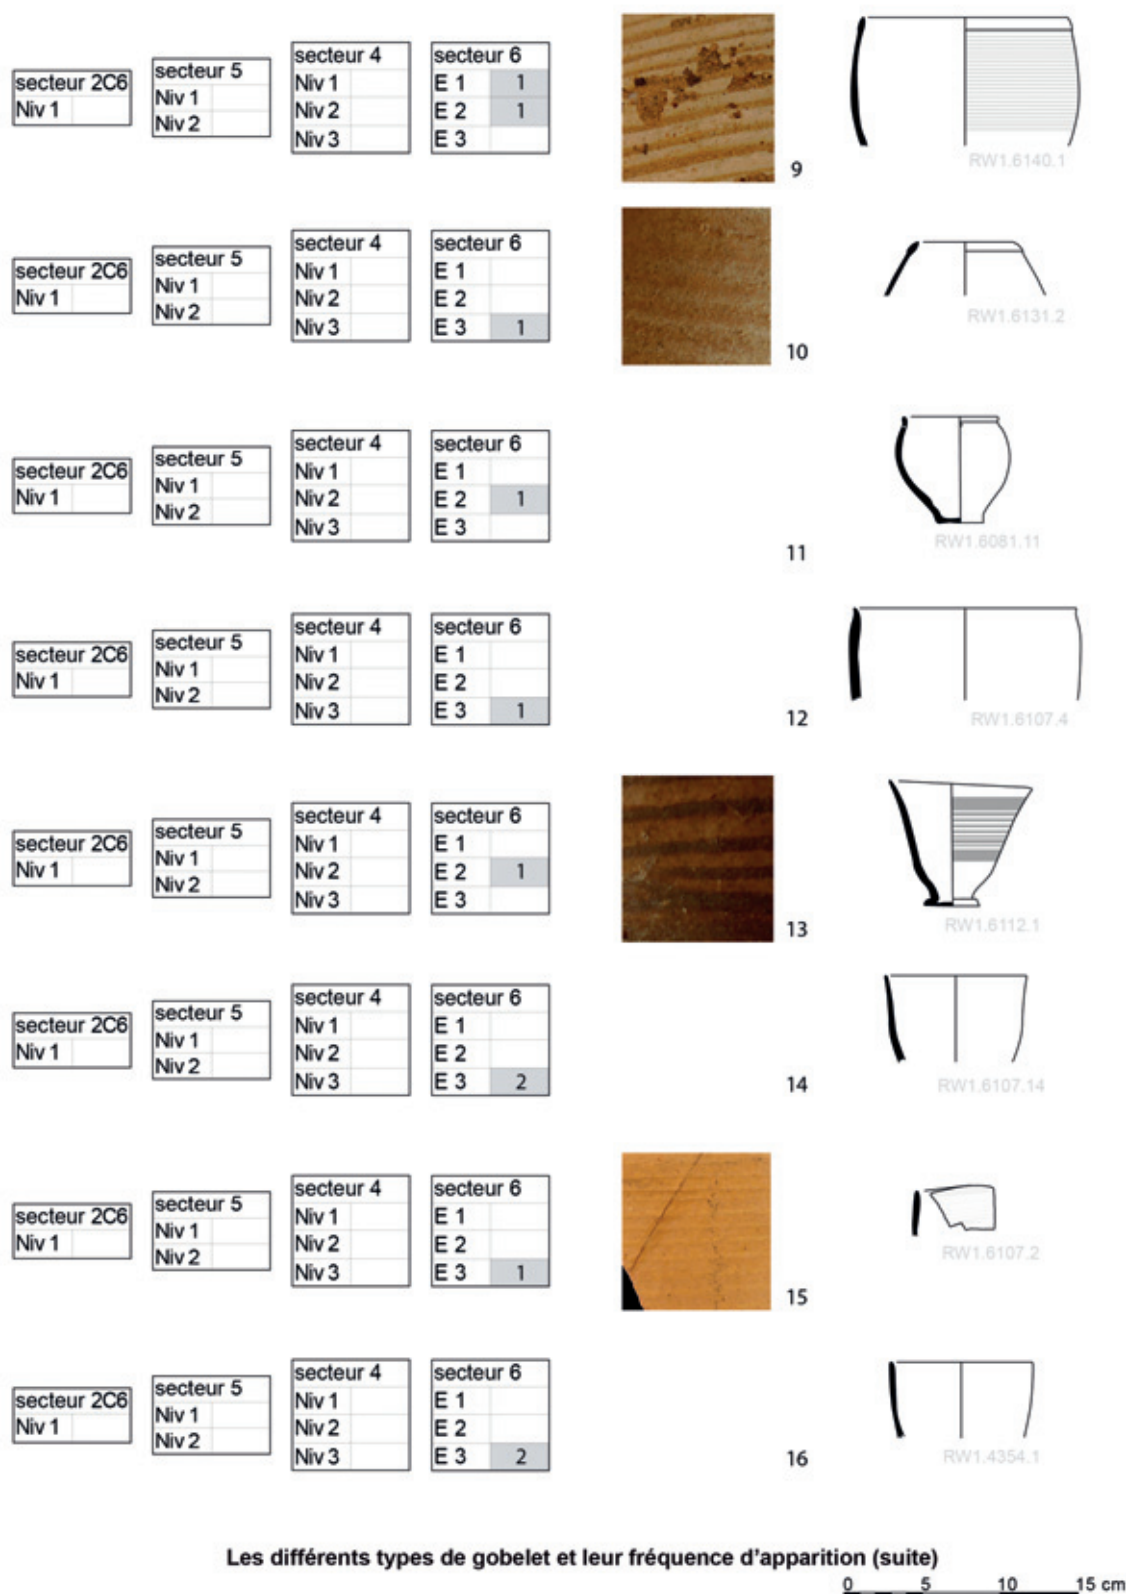 secteur 2C6
Niv 1
secteur 5
Niv 1
Niv 2
secteur 4
Niv 1
Niv 2
Niv 3
secteur 6
E 1 1
E 2 1
E 3
9
RW1.6140.1
secteur 2C6
Niv 1
secteur 5
Niv 1
Niv 2
secteur 4
Niv 1
Niv 2
Niv 3
secteur 6
E 1
E 2
E 3 1
10
RW1.6131.2
secteur 2C6
Niv 1
secteur 5
Niv 1
Niv 2
secteur 4
Niv 1
Niv 2
Niv 3
secteur 6
E 1
E 2 1
E 3
11
RW1.6081.11
secteur 2C6
Niv 1
secteur 5
Niv 1
Niv 2
secteur 4
Niv 1
Niv 2
Niv 3
secteur 6
E 1
E 2
E 3 1
12
RW1.6107.4
secteur 2C6
Niv 1
secteur 5
Niv 1
Niv 2
secteur 4
Niv 1
Niv 2
Niv 3
secteur 6
E 1
E 2 1
E 3
13
RW1.6112.1
secteur 2C6
Niv 1
secteur 5
Niv 1
Niv 2
secteur 4
Niv 1
Niv 2
Niv 3
secteur 6
E 1
E 2
E 3 2
14
RW1.6107.14
secteur 2C6
Niv 1
secteur 5
Niv 1
Niv 2
secteur 4
Niv 1
Niv 2
Niv 3
secteur 6
E 1
E 2
E 3 1
15
RW1.6107.2
secteur 2C6
Niv 1
secteur 5
Niv 1
Niv 2
secteur 4
Niv 1
Niv 2
Niv 3
secteur 6
E 1
E 2
E 3 2
16
RW1.4354.1
Les différents types de gobelet et leur fréquence d'apparition (suite)
0 5 10 15 cm